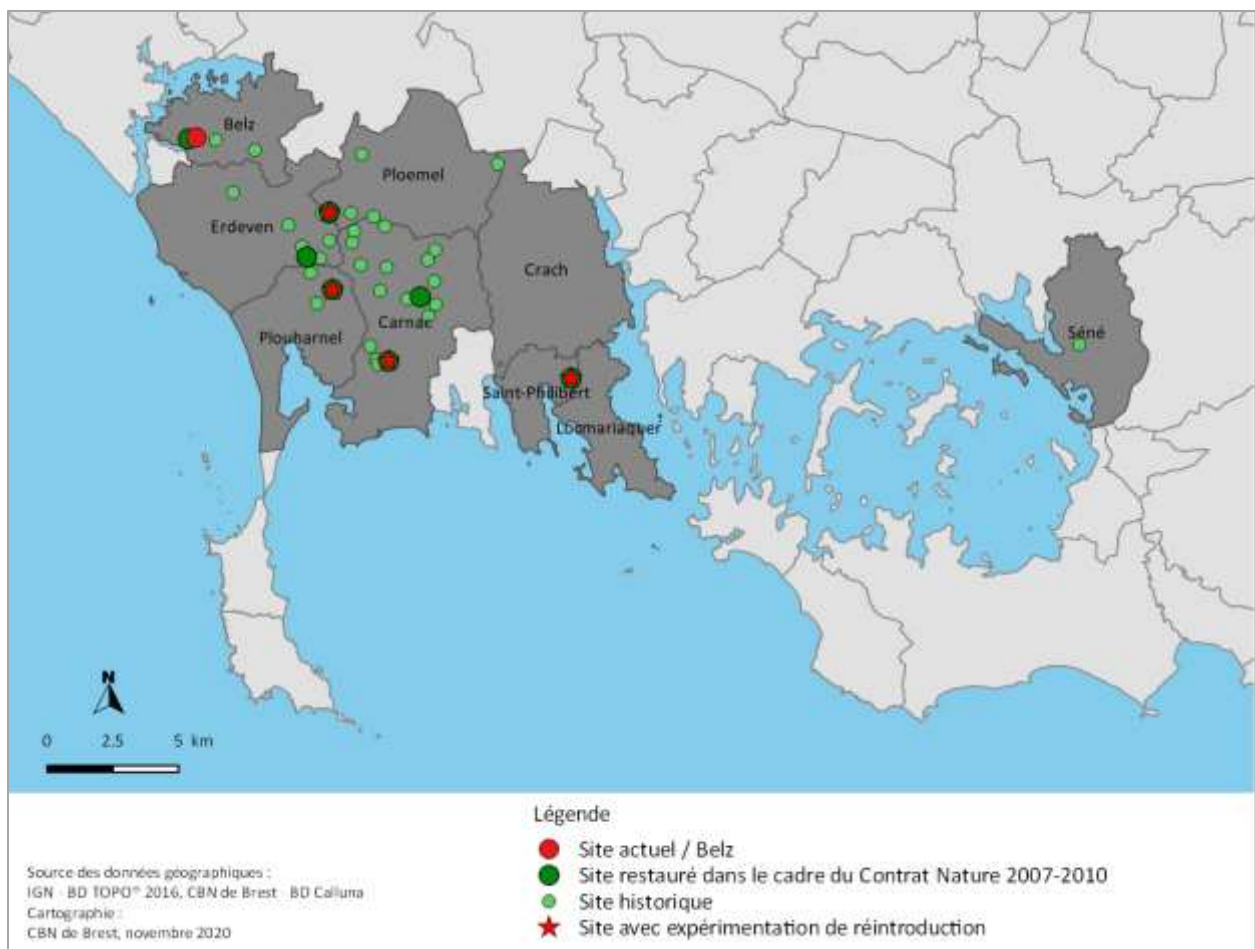 Belz
Ploemel
Erdeven
Crach
Carnac
Plouharnel
Séné
Saint-Philibert
Locmariaquer
N
0 2.5 5 km
Légende
Site actuel / Belz
Site restauré dans le cadre du Contrat Nature 2007-2010
Site historique
Site avec expérimentation de réintroduction
Source des données géographiques :
IGN - BD TOPO® 2016, CBN de Brest - BD Calluna
Cartographie :
CBN de Brest, novembre 2020